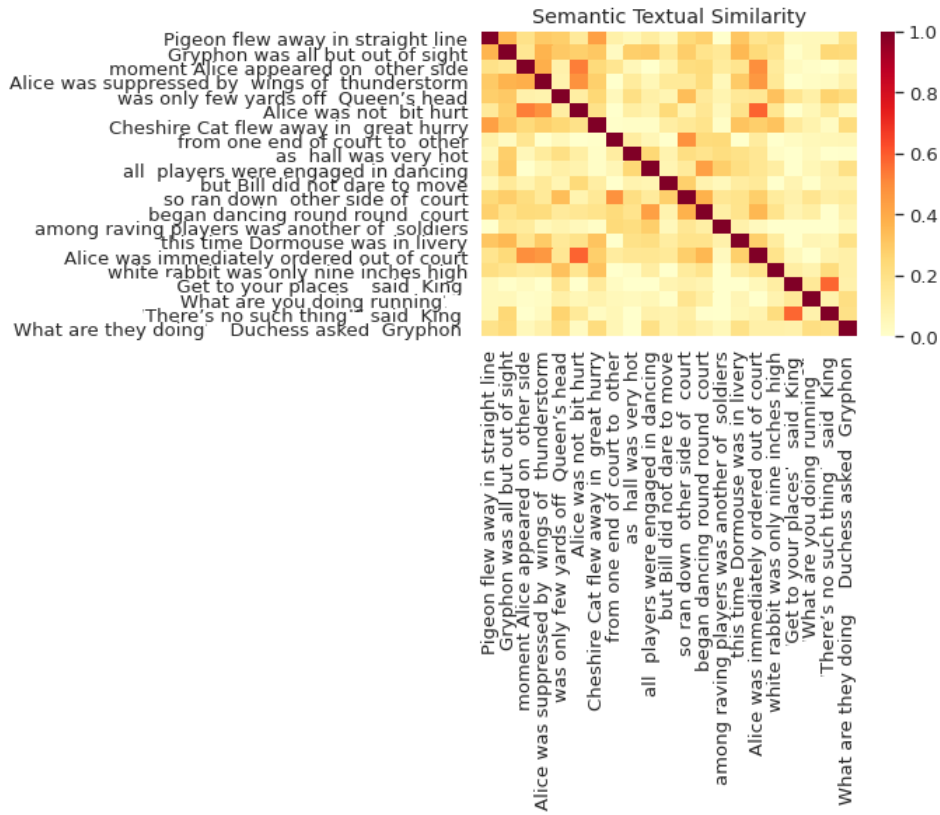 Semantic Textual Similarity
Pigeon flew away in straight line
Gryphon was all but out of sight
moment Alice appeared on other side
Alice was suppressed by wings of thunderstorm
was only few yards off Queen’s head
Alice was not bit hurt
Cheshire Cat flew away in great hurry
from one end of court to other
as hall was very hot
all players were engaged in dancing
but Bill did not dare to move
so ran down other side of court
began dancing round round court
among raving players was another of soldiers
this time Dormouse was in livery
Alice was immediately ordered out of court
white rabbit was only nine inches high
'Get to your places' said King
'What are you doing running'
'There’s no such thing'" said King
What are they doing' Duchess asked Gryphon
1.0
0.8
0.6
0.4
0.2
0.0
Pigeon flew away in straight line
Gryphon was all but out of sight
moment Alice appeared on other side
Alice was suppressed by wings of thunderstorm
was only few yards off Queen’s head
Alice was not bit hurt
Cheshire Cat flew away in great hurry
from one end of court to other
as hall was very hot
all players were engaged in dancing
but Bill did not dare to move
so ran down other side of court
began dancing round round court
among raving players was another of soldiers
this time Dormouse was in livery
Alice was immediately ordered out of court
white rabbit was only nine inches high
'Get to your places' said King
'What are you doing running'
'There’s no such thing' said King
What are they doing Duchess asked Gryphon